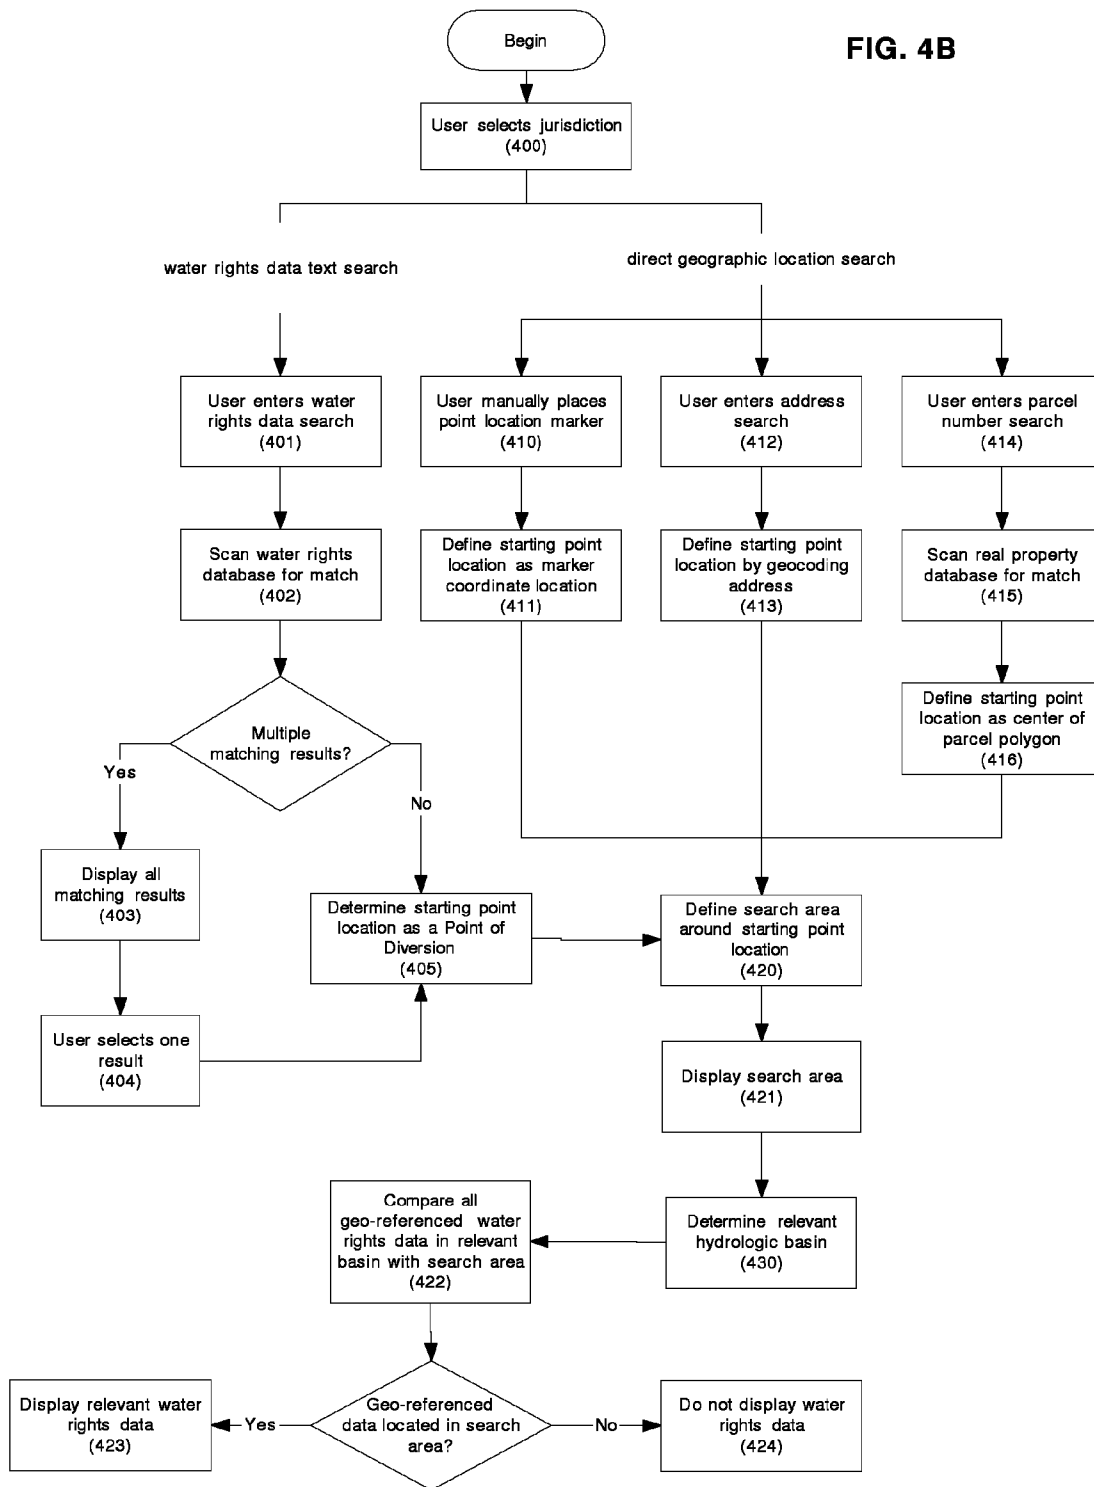 Begin
FIG. 4B
User selects jurisdiction
(400)
water rights data text search
direct geographic location search
User enters water
rights data search
(401)
User manually places
point location marker
(410)
User enters address
search
(412)
User enters parcel
number search
(414)
Scan water rights
database for match
(402)
Define starting point
location as marker
coordinate location
(411)
Define starting point
location by geocoding
address
(413)
Scan real property
database for match
(415)
Define starting point
location as center of
parcel polygon
(416)
Multiple
matching results?
Yes
No
Display all
matching results
(403)
Determine starting point
location as a Point of
Diversion
(405)
Define search area
around starting point
location
(420)
User selects one
result
(404)
Display search area
(421)
Compare all
geo-referenced water
rights data in relevant
basin with search area
(422)
Determine relevant
hydrologic basin
(430)
Display relevant water
rights data
(423)
Yes
Geo-referenced
data located in search
area?
No
Do not display water
rights data
(424)